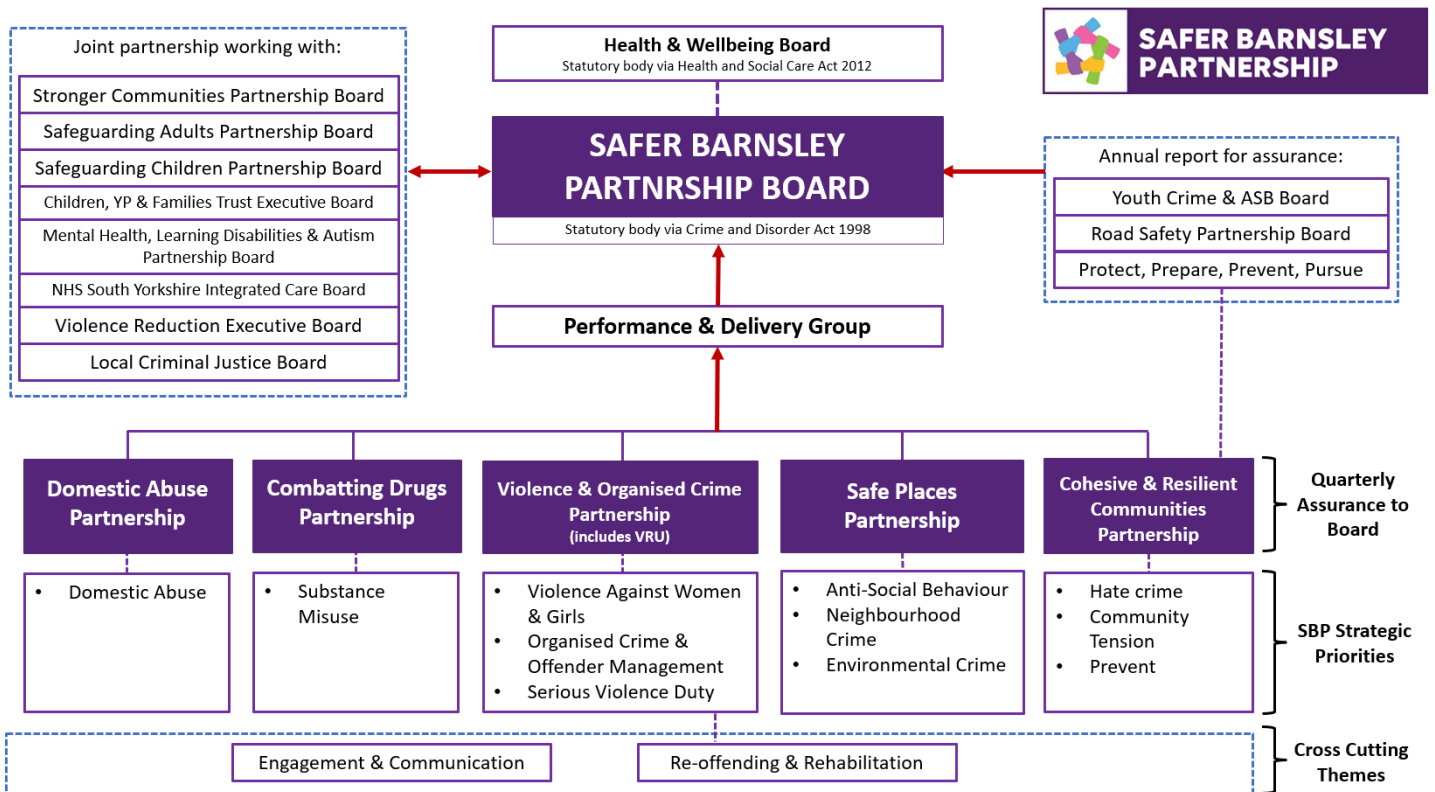 Joint partnership working with:
Stronger Communities Partnership Board
Safeguarding Adults Partnership Board
Safeguarding Children Partnership Board
Children, YP & Families Trust Executive Board
Mental Health, Learning Disabilities & Autism
Partnership Board
NHS South Yorkshire Integrated Care Board
Violence Reduction Executive Board
Local Criminal Justice Board
Health & Wellbeing Board
Statutory body via Health and Social Care Act 2012
SAFER BARNSLEY
PARTNRSHIP BOARD
Statutory body via Crime and Disorder Act 1998
Performance & Delivery Group
SAFER BARNSLEY
PARTNERSHIP
Annual report for assurance:
Youth Crime & ASB Board
Road Safety Partnership Board
Protect, Prepare, Prevent, Pursue
Domestic Abuse
Partnership
Combatting Drugs
Partnership
Violence & Organised Crime
Partnership
(includes VRU)
Safe Places
Partnership
Cohesive & Resilient
Communities
Partnership
Quarterly
Assurance to
Board
• Domestic Abuse
• Substance
Misuse
• Violence Against Women
& Girls
• Organised Crime &
Offender Management
• Serious Violence Duty
• Anti-Social Behaviour
• Neighbourhood
Crime
• Environmental Crime
• Hate crime
• Community
Tension
• Prevent
SBP Strategic
Priorities
Engagement & Communication
Re-offending & Rehabilitation
Cross Cutting
Themes